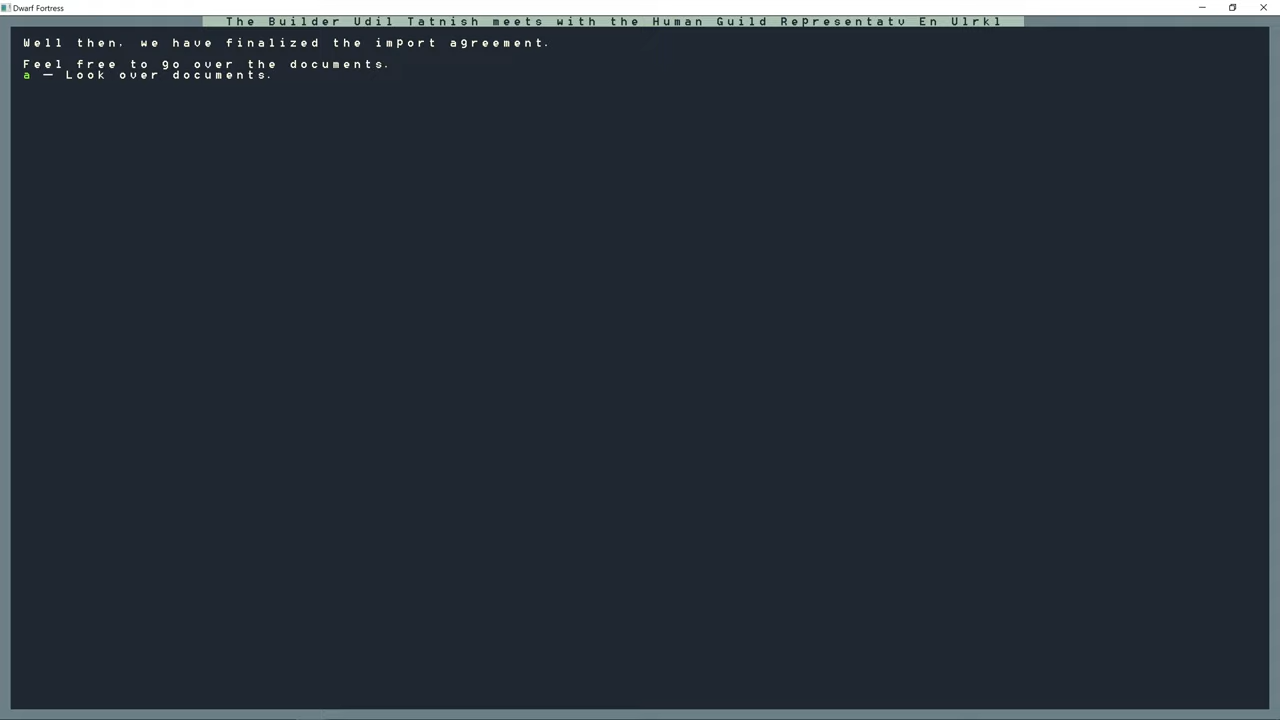 Dwarf Fortress
The Builder Udil Tatnish meets with the Human Guild Representatv En Ulrkl
Well then, we have finalized the import agreement.
Feel free to go over the documents.
a — Look over documents.